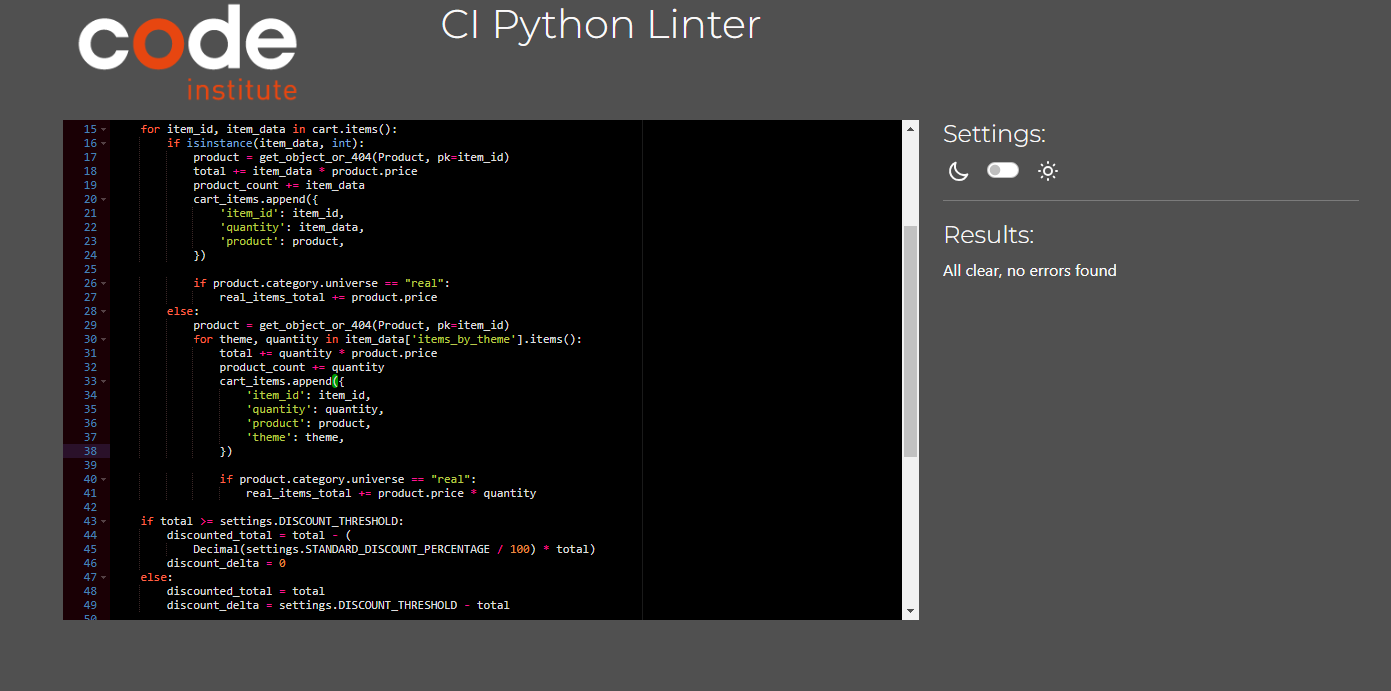 code
institute
CI Python Linter
15 for item_id, item_data in cart.items():
16 if isinstance(item_data, int):
17 product = get_object_or_404(Product, pk=item_id)
18 total += item_data * product.price
19 product_count += item_data
20 cart_items.append({
21 'item_id': item_id,
22 'quantity': item_data,
23 'product': product,
24 })
25
26 if product.category.universe == "real":
27 real_items_total += product.price
28 else:
29 product = get_object_or_404(Product, pk=item_id)
30 for theme, quantity in item_data['items_by_theme'].items():
31 total += quantity * product.price
32 product_count += quantity
33 cart_items.append({
34 'item_id': item_id,
35 'quantity': quantity,
36 'product': product,
37 'theme': theme,
38 })
39
40 if product.category.universe == "real":
41 real_items_total += product.price * quantity
42
43 if total >= settings.DISCOUNT_THRESHOLD:
44 discounted_total = total - (
45 Decimal(settings.STANDARD_DISCOUNT_PERCENTAGE / 100) * total)
46 discount_delta = 0
47 else:
48 discounted_total = total
49 discount_delta = settings.DISCOUNT_THRESHOLD - total
50
Settings:
Results:
All clear, no errors found